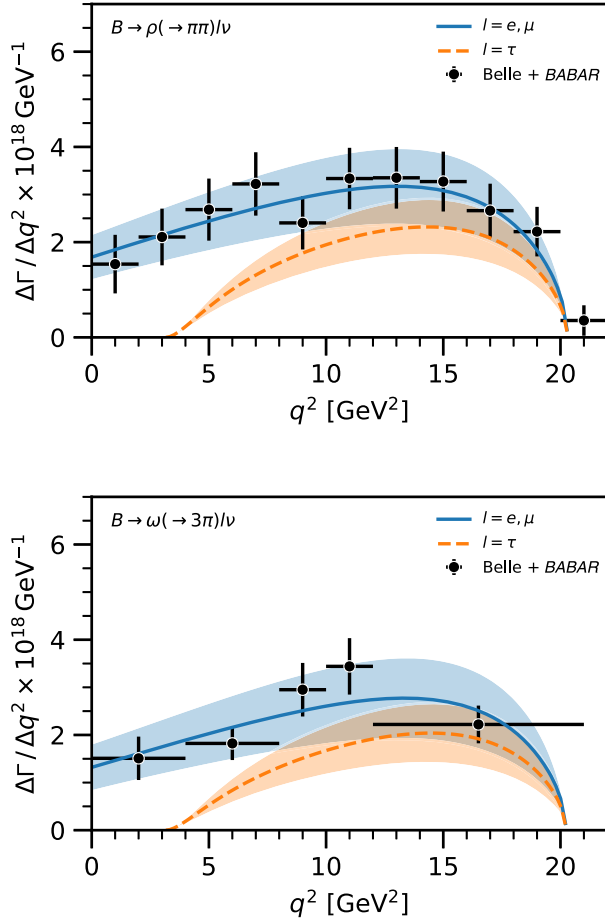 B → ρ(→ ππ)lν
l = e, μ
l = τ
Belle + BABAR
6
4
2
0
ΔΓ / Δq² × 10¹⁸ GeV⁻¹
0 5 10 15 20
q² [GeV²]
B → ω(→ 3π)lν
l = e, μ
l = τ
Belle + BABAR
6
4
2
0
ΔΓ / Δq² × 10¹⁸ GeV⁻¹
0 5 10 15 20
q² [GeV²]